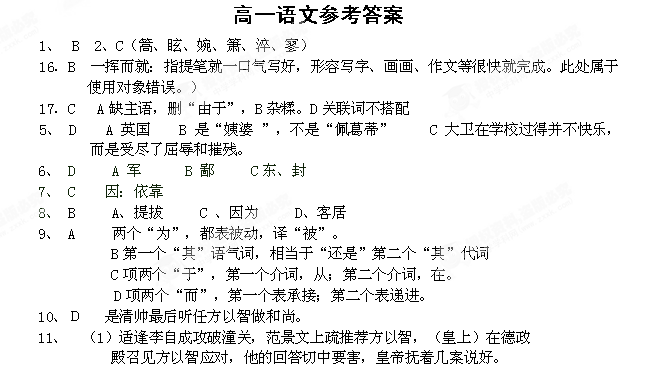 高一语文参考答案
1、 B 2、C（篙、眩、婉、箫、淬、寥）
16. B 一挥而就: 指提笔就一口气写好，形容写字、画画、作文等很快就完成。此处属于
使用对象错误。）
17. C A缺主语，删“由于”，B杂糅。D关联词不搭配
5、 D A 英国 B 是“姨婆 ”，不是“佩葛蒂” C 大卫在学校过得并不快乐，
而是受尽了屈辱和摧残。
6、 D A 军 B 鄙 C东、封
7、 C 因: 依靠
8、 B A、提拔 C 、因为 D、客居
9、 A 两个“为”，都表被动，译“被”。
B第一个“其”语气词，相当于“还是”第二个“其”代词
C项两个“于”，第一个介词，从；第二个介词，在。
D项两个“而”，第一个表承接；第二个表递进。
10、 D 是清帅最后听任方以智做和尚。
11、 （1）适逢李自成攻破潼关，范景文上疏推荐方以智，（皇上）在德政
殿召见方以智应对，他的回答切中要害，皇帝抚着几案说好。